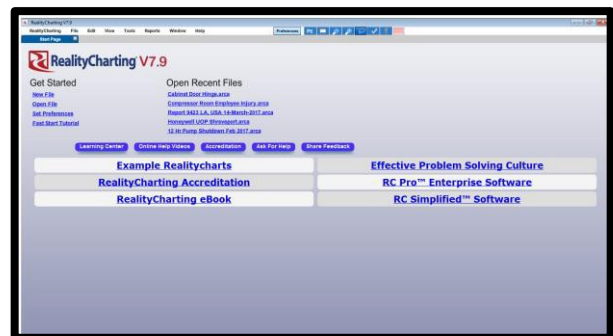 RealityCharting V7.9
RealityCharting File Edit View Tools Reports Window Help Preferences
Start Page
RealityCharting V7.9
Get Started
Open Recent Files
New File
Cabinet Door Hinge.arca
Open File
Compressor Room Employee Injury.arca
Set Preferences
Report 9423 LA, USA 14-March-2017.arca
Fast Start Tutorial
Honeywell UOP Shreveport.arca
12 Hr Pump Shutdown Feb 2017.arca
Learning Center Online Help Videos Accreditation Ask For Help Share Feedback
Example Realitycharts
Effective Problem Solving Culture
RealityCharting Accreditation
RC Pro™ Enterprise Software
RealityCharting eBook
RC Simplified™ Software